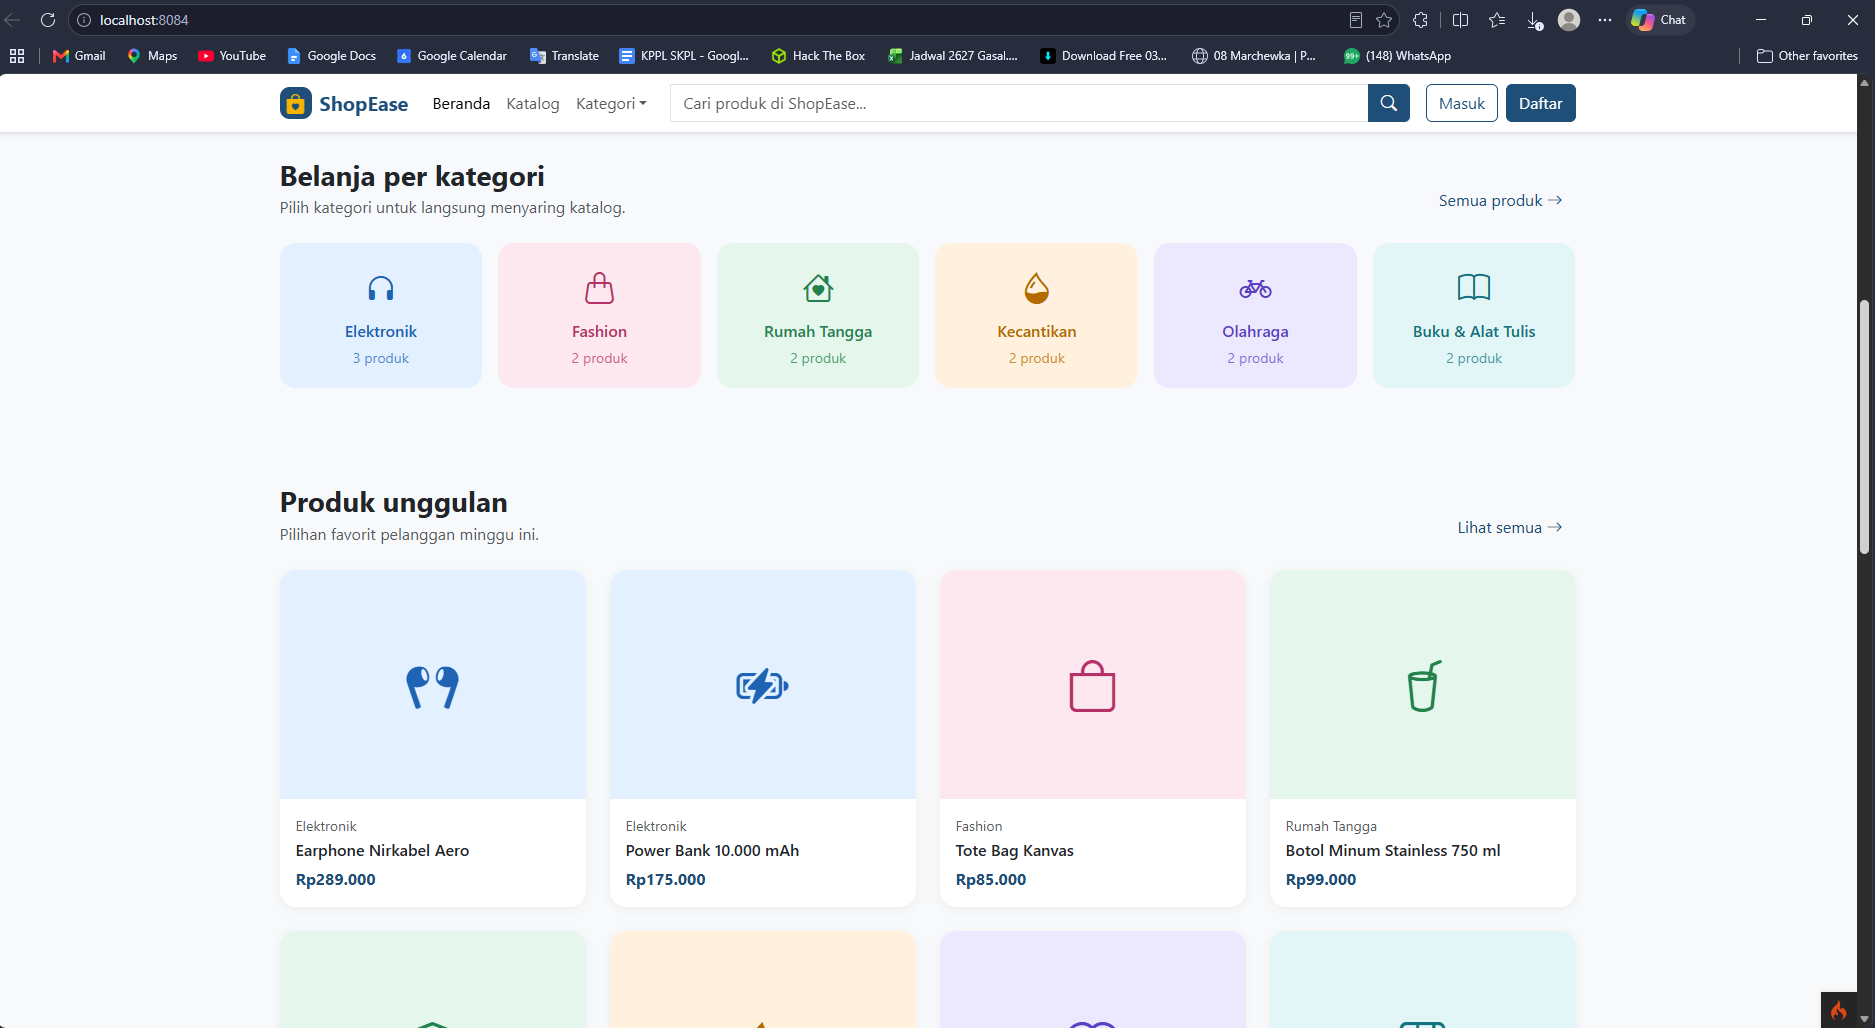 localhost:8084
Chat
Gmail
Maps
YouTube
Google Docs
Google Calendar
Translate
KPPL SKPL - Googl...
Hack The Box
Jadwal 2627 Gasal....
Download Free 03...
08 Marchewka | P...
99+
(148) WhatsApp
Other favorites
ShopEase
Beranda
Katalog
Kategori
Cari produk di ShopEase...
Masuk
Daftar
Belanja per kategori
Pilih kategori untuk langsung menyaring katalog.
Semua produk →
Elektronik
3 produk
Fashion
2 produk
Rumah Tangga
2 produk
Kecantikan
2 produk
Olahraga
2 produk
Buku & Alat Tulis
2 produk
Produk unggulan
Pilihan favorit pelanggan minggu ini.
Lihat semua →
Elektronik
Earphone Nirkabel Aero
Rp289.000
Elektronik
Power Bank 10.000 mAh
Rp175.000
Fashion
Tote Bag Kanvas
Rp85.000
Rumah Tangga
Botol Minum Stainless 750 ml
Rp99.000